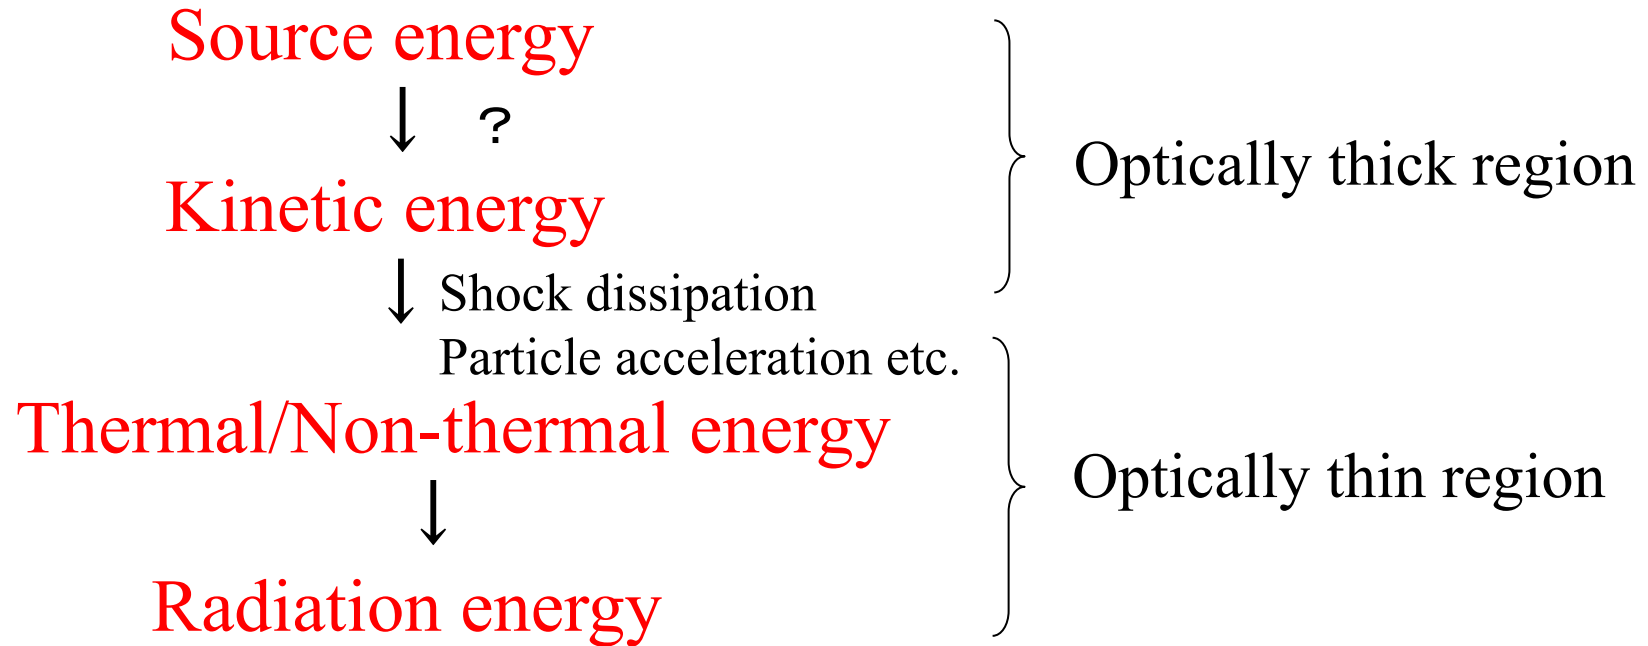 Source energy
↓ ?
Optically thick region
Kinetic energy
↓ Shock dissipation
Particle acceleration etc.
Thermal/Non-thermal energy
Optically thin region
↓
Radiation energy